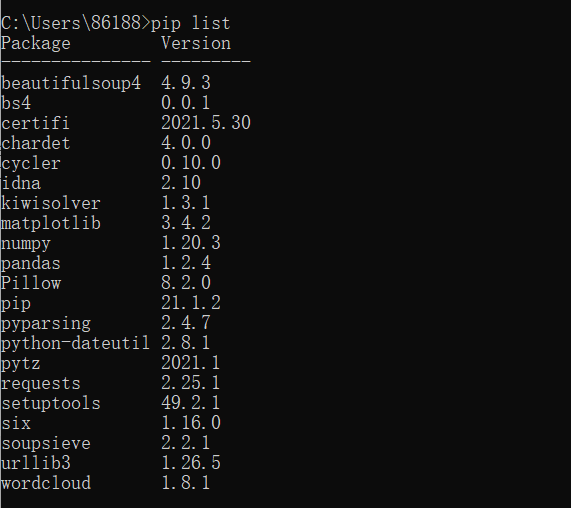 C:\Users\86188>pip list
Package         Version
--------------- ---------
beautifulsoup4  4.9.3
bs4             0.0.1
certifi         2021.5.30
chardet         4.0.0
cycler          0.10.0
idna            2.10
kiwisolver      1.3.1
matplotlib      3.4.2
numpy           1.20.3
pandas          1.2.4
Pillow          8.2.0
pip             21.1.2
pyparsing       2.4.7
python-dateutil 2.8.1
pytz            2021.1
requests        2.25.1
setuptools      49.2.1
six             1.16.0
soupsieve       2.2.1
urllib3         1.26.5
wordcloud       1.8.1